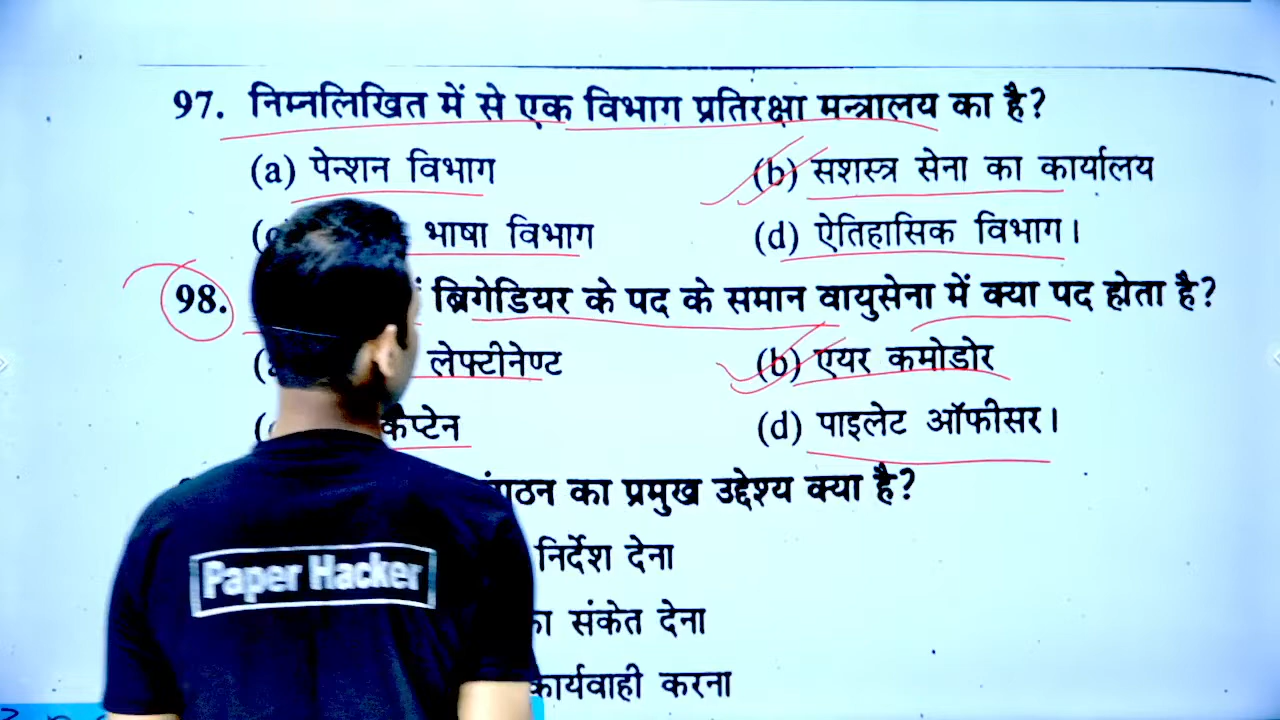 97. निम्नलिखित में से एक विभाग प्रतिरक्षा मन्त्रालय का है?
(a) पेन्शन विभाग (b) सशस्त्र सेना का कार्यालय
भाषा विभाग (d) ऐतिहासिक विभाग।
98. ब्रिगेडियर के पद के समान वायुसेना में क्या पद होता है?
लेफ्टीनेण्ट (b) एयर कमोडोर
कैप्टेन (d) पाइलेट ऑफीसर।
का प्रमुख उद्देश्य क्या है?
निर्देश देना
संकेत देना
कार्यवाही करना
Paper Hacker